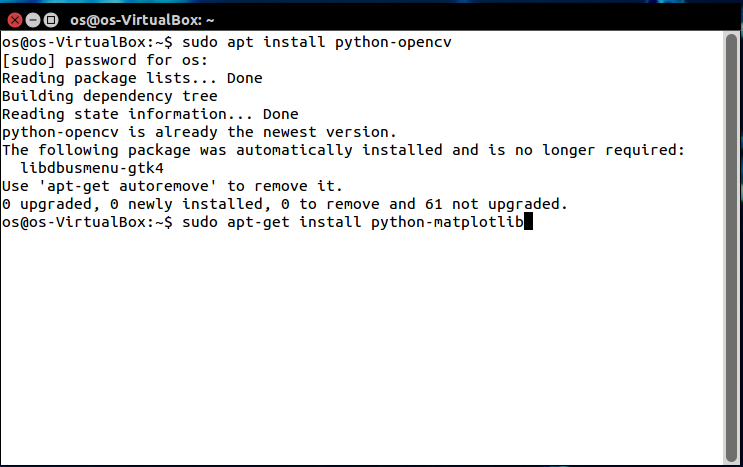 os@os-VirtualBox: ~
os@os-VirtualBox:~$ sudo apt install python-opencv
[sudo] password for os:
Reading package lists... Done
Building dependency tree
Reading state information... Done
python-opencv is already the newest version.
The following package was automatically installed and is no longer required:
  libdbusmenu-gtk4
Use 'apt-get autoremove' to remove it.
0 upgraded, 0 newly installed, 0 to remove and 61 not upgraded.
os@os-VirtualBox:~$ sudo apt-get install python-matplotlib